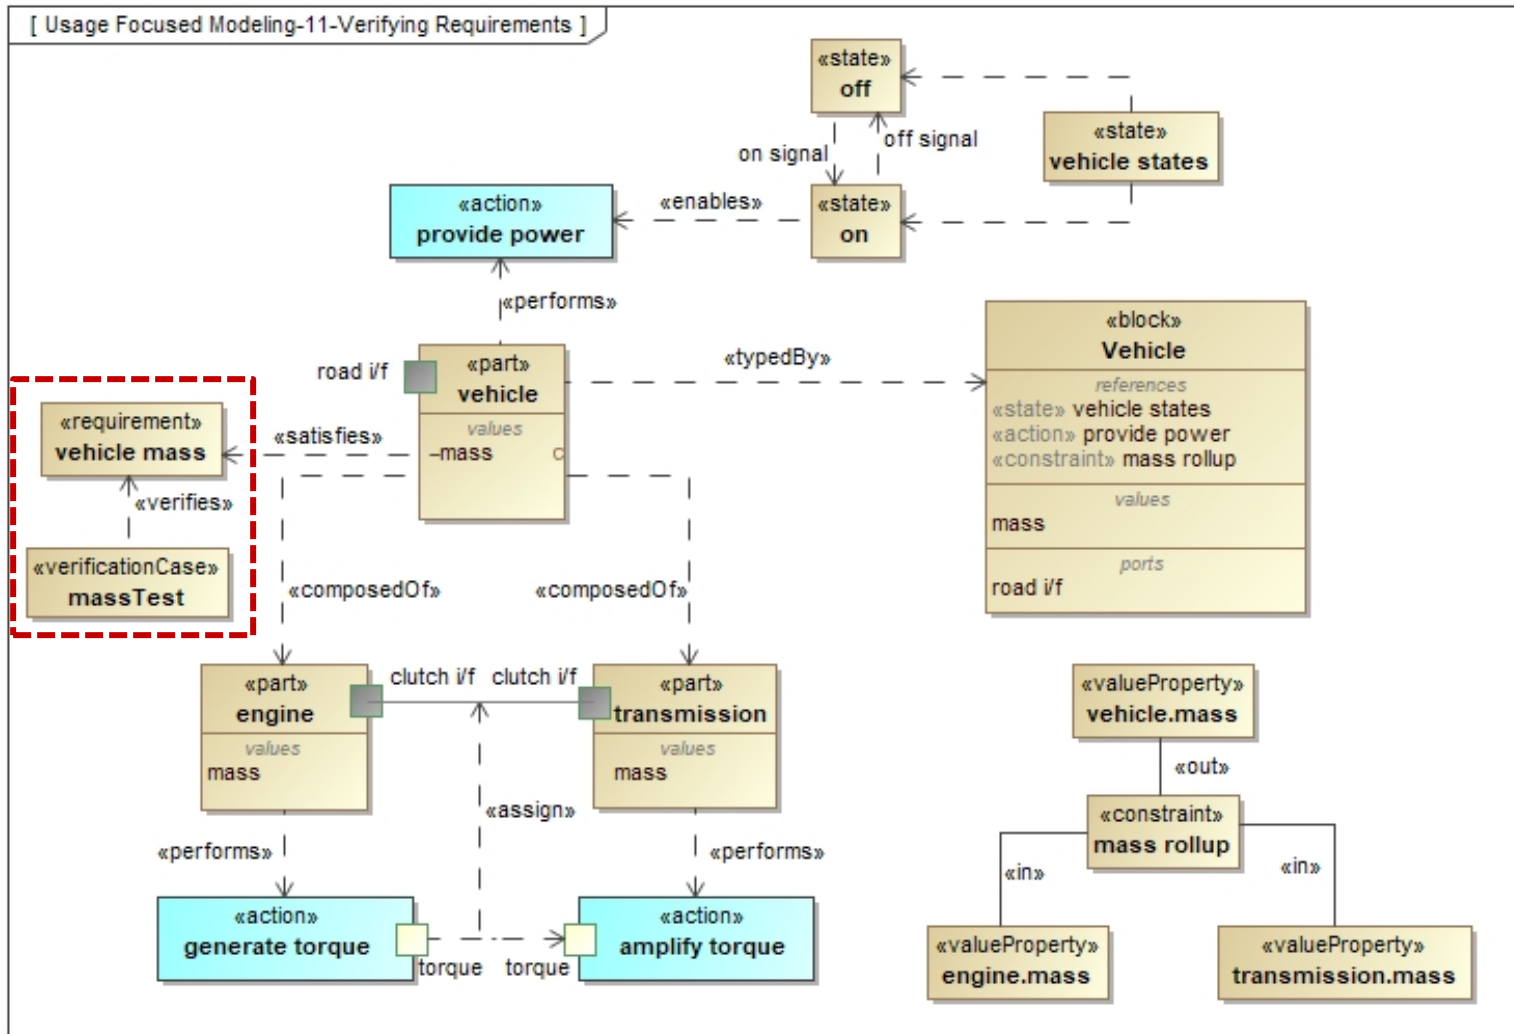 [ Usage Focused Modeling-11-Verifying Requirements ]
«state»
off
on signal
off signal
«state»
vehicle states
«action»
provide power
«enables»
«state»
on
«performs»
road i/f
«part»
vehicle
values
–mass
c
«typedBy»
«block»
Vehicle
references
«state» vehicle states
«action» provide power
«constraint» mass rollup
values
mass
ports
road i/f
«requirement»
vehicle mass
«satisfies»
«verifies»
«verificationCase»
massTest
«composedOf»
«composedOf»
«part»
engine
values
mass
clutch i/f
clutch i/f
«part»
transmission
values
mass
«assign»
«performs»
«performs»
«action»
generate torque
torque
torque
«action»
amplify torque
«valueProperty»
vehicle.mass
«out»
«constraint»
mass rollup
«in»
«in»
«valueProperty»
engine.mass
«valueProperty»
transmission.mass